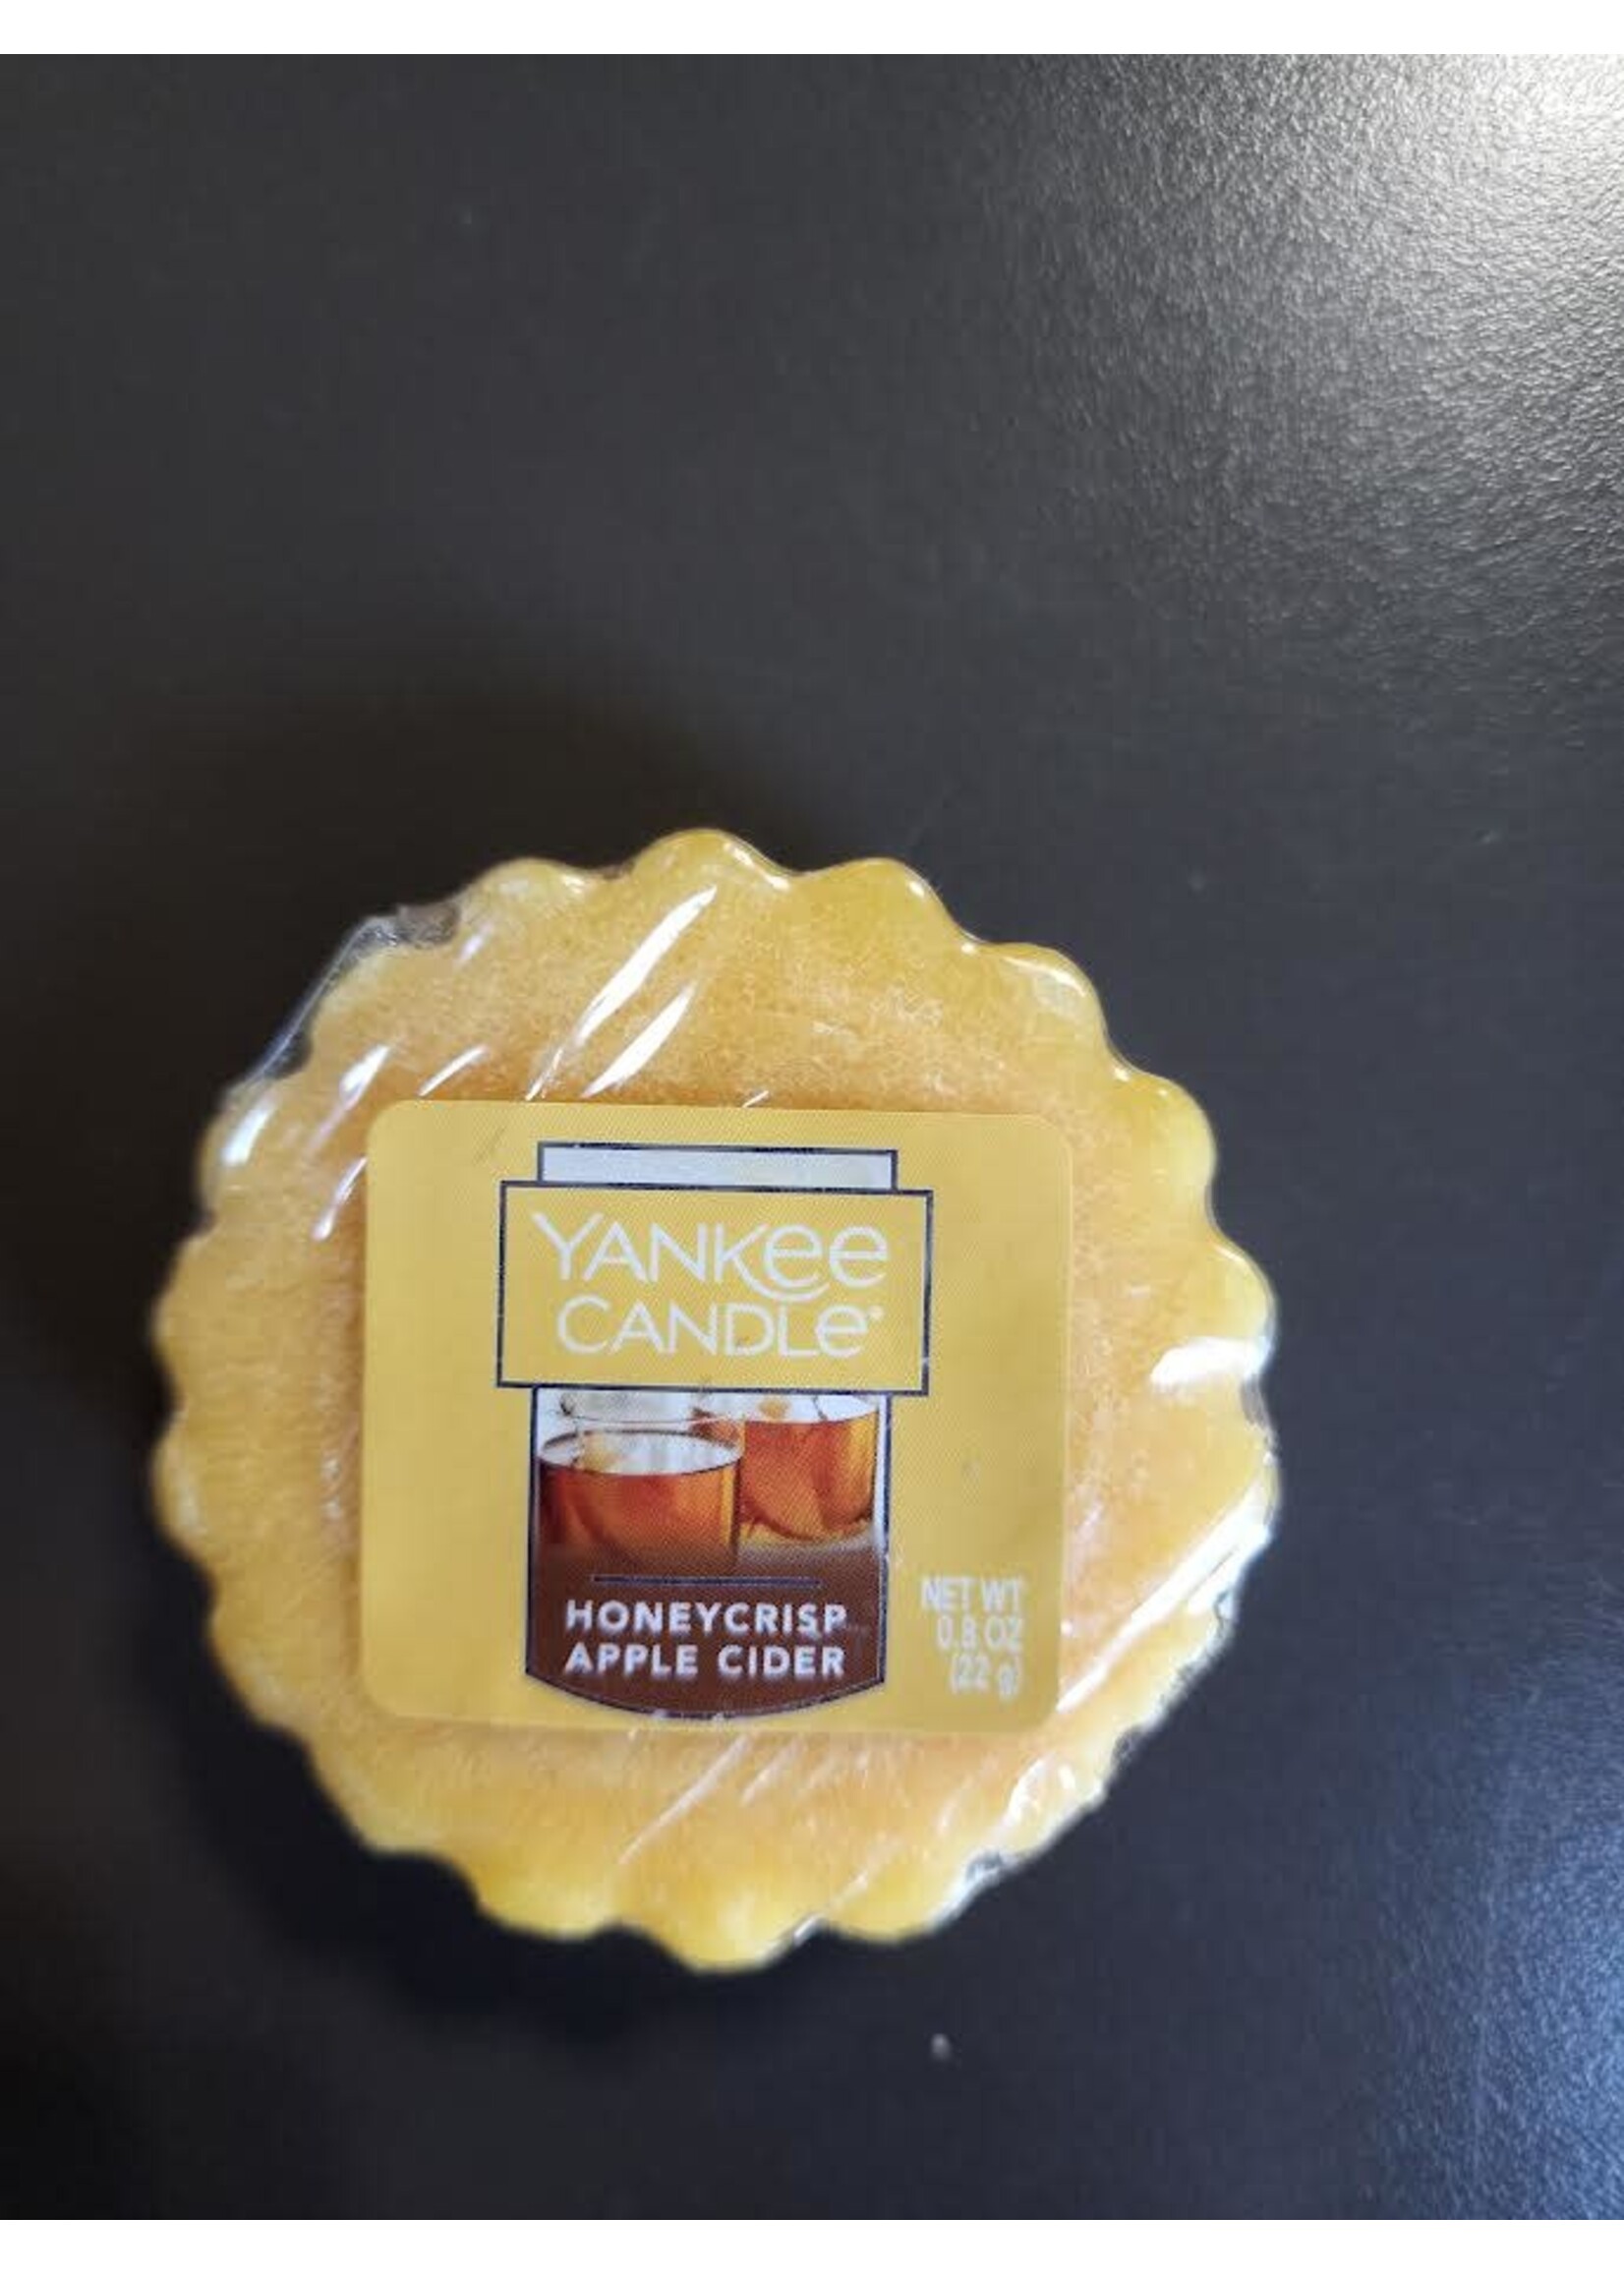 YANKEE
CANDLE®
HONEYCRISP
APPLE CIDER
NET WT
0.8 OZ
(22 g)